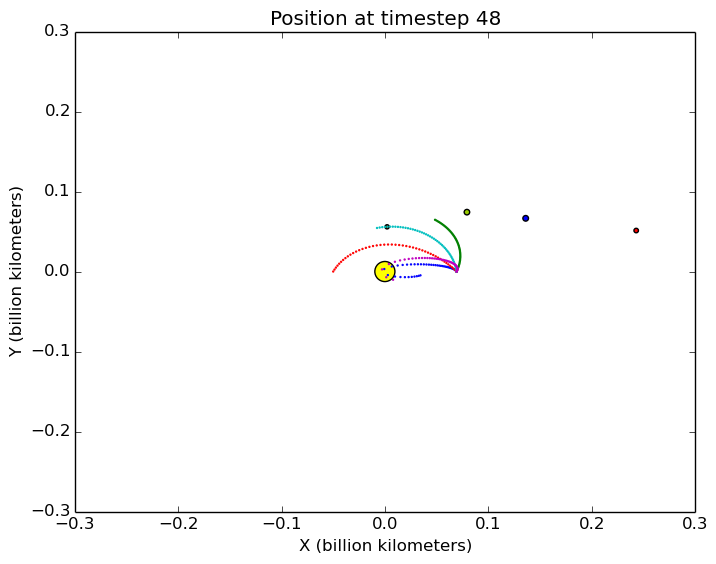 Position at timestep 48
0.3
0.2
0.1
0.0
−0.1
−0.2
−0.3
Y (billion kilometers)
−0.3 −0.2 −0.1 0.0 0.1 0.2 0.3
X (billion kilometers)